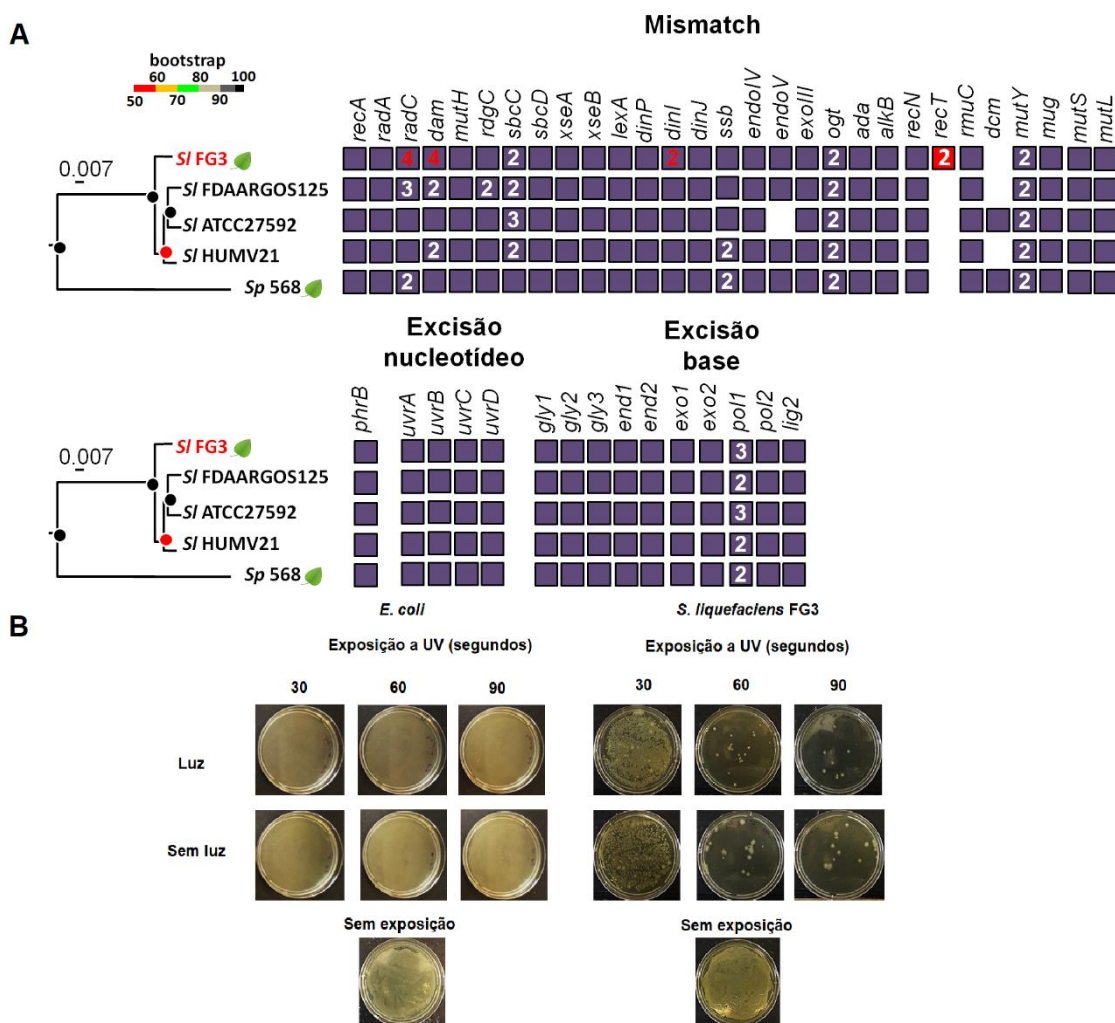 A
Mismatch
bootstrap
60 80 100
50 70 90
recA radA radC dam mutH rdgC sbcC sbcD xseA xseB lexA dinP dinI dinJ ssb endoIV endoV exoIII ogt ada alkB recN recT rmuC dcm mutY mug mutS mutL
0.007
Sl FG3 4 4 2 2 2 2 2
Sl FDAARGOS125 3 2 2 2 2 2
Sl ATCC27592 3 2 2
Sl HUMV21 2 2 2 2 2
Sp 568 2 2 2 2
Excisão nucleotídeo
Excisão base
phrB uvrA uvrB uvrC uvrD gly1 gly2 gly3 end1 end2 exo1 exo2 pol1 pol2 lig2
0.007
Sl FG3 3
Sl FDAARGOS125 2
Sl ATCC27592 3
Sl HUMV21 2
Sp 568 2
B
E. coli S. liquefaciens FG3
Exposição a UV (segundos) Exposição a UV (segundos)
30 60 90 30 60 90
Luz
Sem luz
Sem exposição Sem exposição